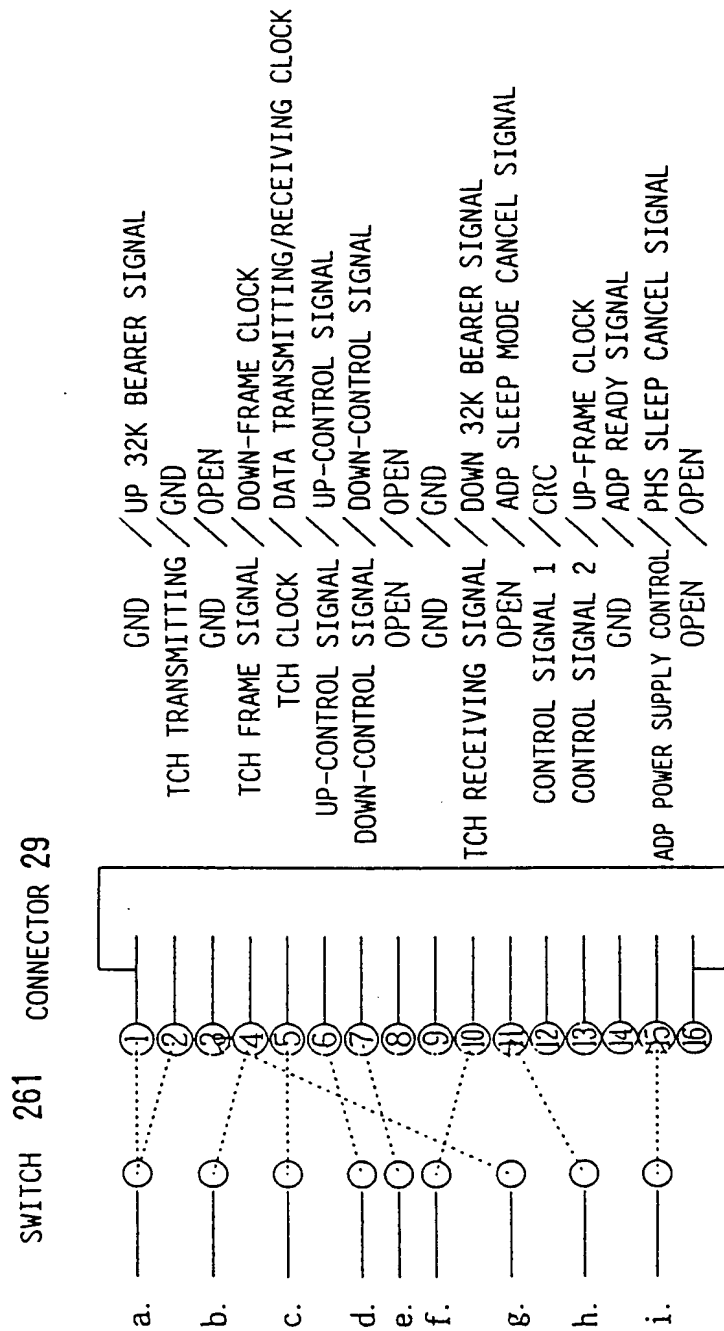 SWITCH 261 CONNECTOR 29
a.
b.
c.
d.
e.
f.
g.
h.
i.
1
2
3
4
5
6
7
8
9
10
11
12
13
14
15
16
GND / UP 32K BEARER SIGNAL
TCH TRANSMITTING / GND
GND / OPEN
TCH FRAME SIGNAL / DOWN-FRAME CLOCK
TCH CLOCK / DATA TRANSMITTING/RECEIVING CLOCK
UP-CONTROL SIGNAL / UP-CONTROL SIGNAL
DOWN-CONTROL SIGNAL / DOWN-CONTROL SIGNAL
OPEN / OPEN
GND / GND
TCH RECEIVING SIGNAL / DOWN 32K BEARER SIGNAL
OPEN / ADP SLEEP MODE CANCEL SIGNAL
CONTROL SIGNAL 1 / CRC
CONTROL SIGNAL 2 / UP-FRAME CLOCK
GND / ADP READY SIGNAL
ADP POWER SUPPLY CONTROL / PHS SLEEP CANCEL SIGNAL
OPEN / OPEN